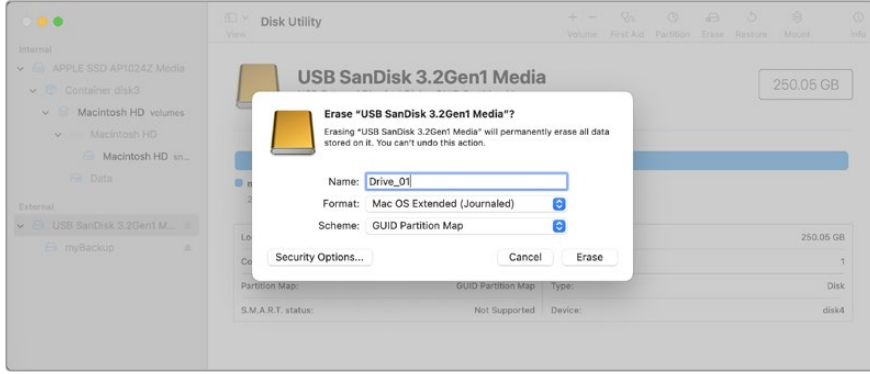 Disk Utility
View
Volume First Aid Partition Erase Restore Mount Info
Internal
APPLE SSD AP1024Z Media
Container disk3
Macintosh HD volumes
Macintosh HD
Macintosh HD sn...
Data
External
USB SanDisk 3.2Gen1 M...
myBackup
USB SanDisk 3.2Gen1 Media
250.05 GB
Erase “USB SanDisk 3.2Gen1 Media”?
Erasing “USB SanDisk 3.2Gen1 Media” will permanently erase all data
stored on it. You can’t undo this action.
Name: Drive_01
Format: Mac OS Extended (Journaled)
Scheme: GUID Partition Map
Security Options... Cancel Erase
250.05 GB
1
Partition Map: GUID Partition Map Type: Disk
S.M.A.R.T. status: Not Supported Device: disk4